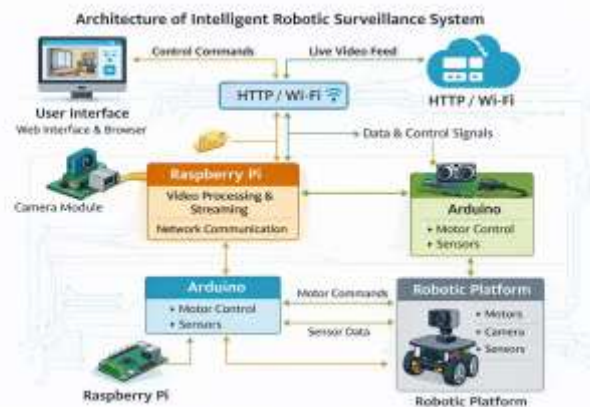 Architecture of Intelligent Robotic Surveillance System
Control Commands
Live Video Feed
HTTP / Wi-Fi
User Interface
Web Interface & Browser
HTTP / Wi-Fi
Data & Control Signals
Raspberry Pi
Video Processing &
Streaming
Network Communication
Camera Module
Arduino
+ Motor Control
+ Sensors
Arduino
+ Motor Control
+ Sensors
Motor Commands
Sensor Data
Robotic Platform
+ Motors
+ Camera
+ Sensors
Raspberry Pi
Robotic Platform